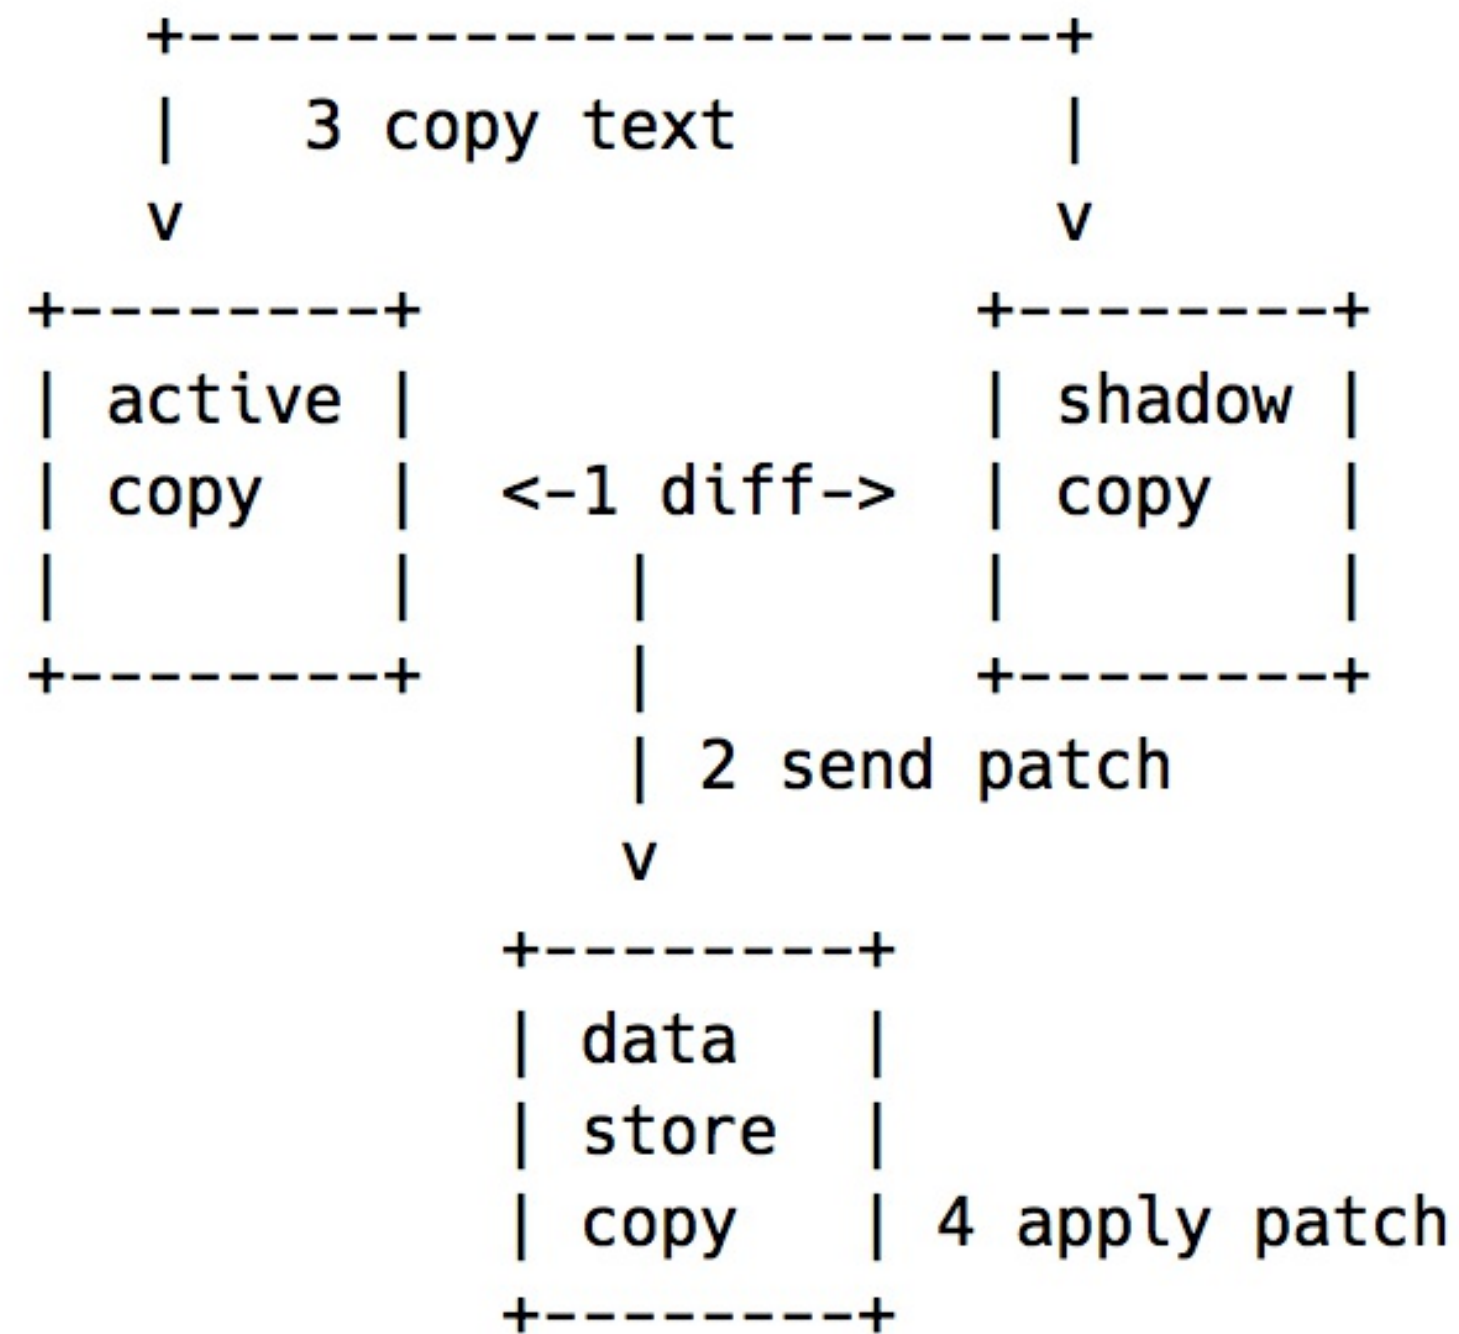 +----------------------+
|   3 copy text        |
v                      v
+--------+              +--------+
| active |              | shadow |
| copy   |  <-1 diff->  | copy   |
|        |     |        |        |
+--------+     |        +--------+
| 2 send patch
v
+--------+
| data   |
| store  |
| copy   | 4 apply patch
+--------+